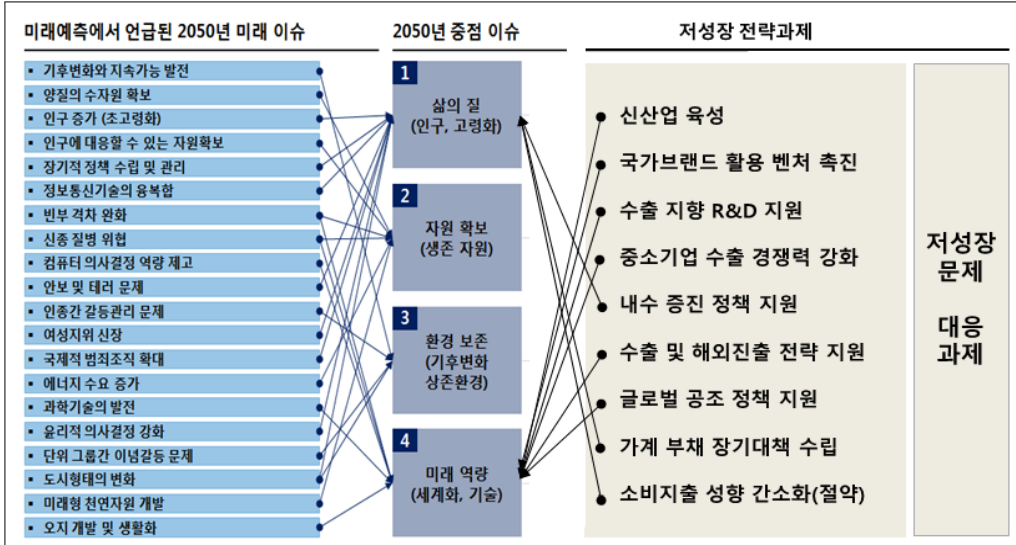 미래예측에서 언급된 2050년 미래 이슈
▪ 기후변화와 지속가능 발전
▪ 양질의 수자원 확보
▪ 인구 증가 (초고령화)
▪ 인구에 대응할 수 있는 자원확보
▪ 장기적 정책 수립 및 관리
▪ 정보통신기술의 융복합
▪ 빈부 격차 완화
▪ 신종 질병 위협
▪ 컴퓨터 의사결정 역량 제고
▪ 안보 및 테러 문제
▪ 인종간 갈등관리 문제
▪ 여성지위 신장
▪ 국제적 범죄조직 확대
▪ 에너지 수요 증가
▪ 과학기술의 발전
▪ 윤리적 의사결정 강화
▪ 단위 그룹간 이념갈등 문제
▪ 도시형태의 변화
▪ 미래형 천연자원 개발
▪ 오지 개발 및 생활화
2050년 중점 이슈
1
삶의 질
(인구, 고령화)
2
자원 확보
(생존 자원)
3
환경 보존
(기후변화
상존환경)
4
미래 역량
(세계화, 기술)
저성장 전략과제
신산업 육성
국가브랜드 활용 벤처 촉진
수출 지향 R&D 지원
중소기업 수출 경쟁력 강화
내수 증진 정책 지원
수출 및 해외진출 전략 지원
글로벌 공조 정책 지원
가계 부채 장기대책 수립
소비지출 성향 간소화(절약)
저성장
문제
대응
과제